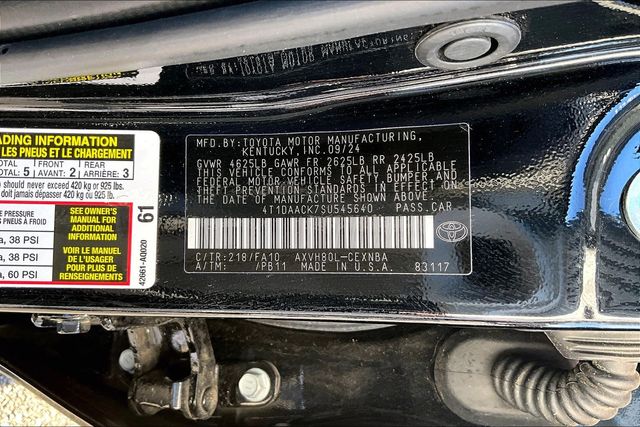 ADING INFORMATION
LES PNEUS ET LE CHARGEMENT
TOTAL 5 FRONT AVANT 2 REAR ARRIÈRE 3
should never exceed 420 kg or 925 lbs.
doit jamais dépasser 420 kg ou 925 lb.
PRESSURE
PNEUS À FROID
a, 38 PSI
a, 38 PSI
a, 60 PSI
SEE OWNER'S
MANUAL FOR
ADDITIONAL
INFORMATION
VOIR LE MANUEL
DE L'USAGER
POUR PLUS DE
RENSEIGNEMENTS
61
42661-A0020
MFD. BY: TOYOTA MOTOR MANUFACTURING,
KENTUCKY, INC. 09/24
GVWR 4625LB GAWR FR 2625LB RR 2425LB
THIS VEHICLE CONFORMS TO ALL APPLICABLE
FEDERAL MOTOR VEHICLE SAFETY, BUMPER, AND
THEFT PREVENTION STANDARDS IN EFFECT ON
THE DATE OF MANUFACTURE SHOWN ABOVE.
4T1DAACK7SU545640 PASS.CAR
C/TR:218/FA10 AXVH80L-CEXNBA
A/TM: /PB11 MADE IN U.S.A. 83117
TOYOTA